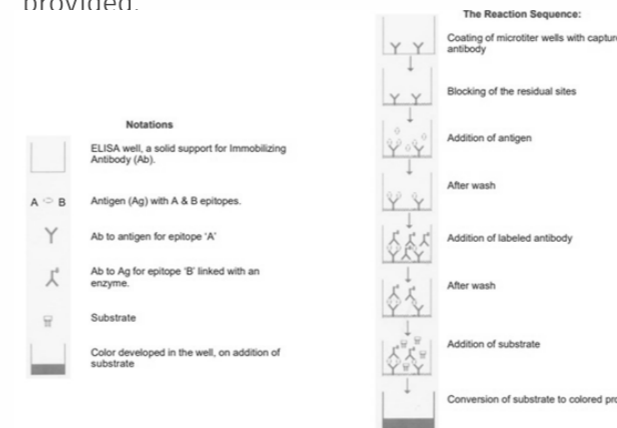 provided.
Notations
ELISA well, a solid support for Immobilizing
Antibody (Ab).
A B Antigen (Ag) with A & B epitopes.
Ab to antigen for epitope 'A'
Ab to Ag for epitope 'B' linked with an
enzyme.
Substrate
Color developed in the well, on addition of
substrate
The Reaction Sequence:
Coating of microtiter wells with captur
antibody
Blocking of the residual sites
Addition of antigen
After wash
Addition of labeled antibody
After wash
Addition of substrate
Conversion of substrate to colored pro